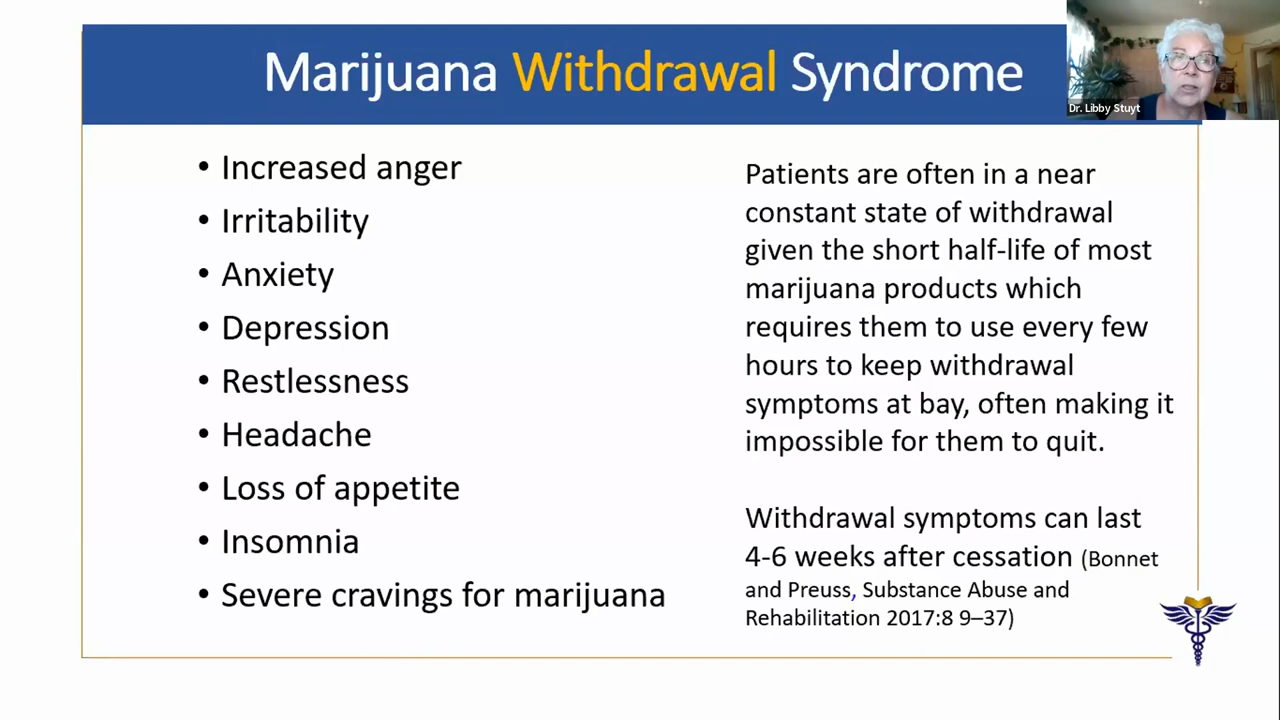 Marijuana Withdrawal Syndrome
Dr. Libby Stuyt
• Increased anger
• Irritability
• Anxiety
• Depression
• Restlessness
• Headache
• Loss of appetite
• Insomnia
• Severe cravings for marijuana
Patients are often in a near
constant state of withdrawal
given the short half-life of most
marijuana products which
requires them to use every few
hours to keep withdrawal
symptoms at bay, often making it
impossible for them to quit.
Withdrawal symptoms can last
4-6 weeks after cessation (Bonnet
and Preuss, Substance Abuse and
Rehabilitation 2017:8 9–37)